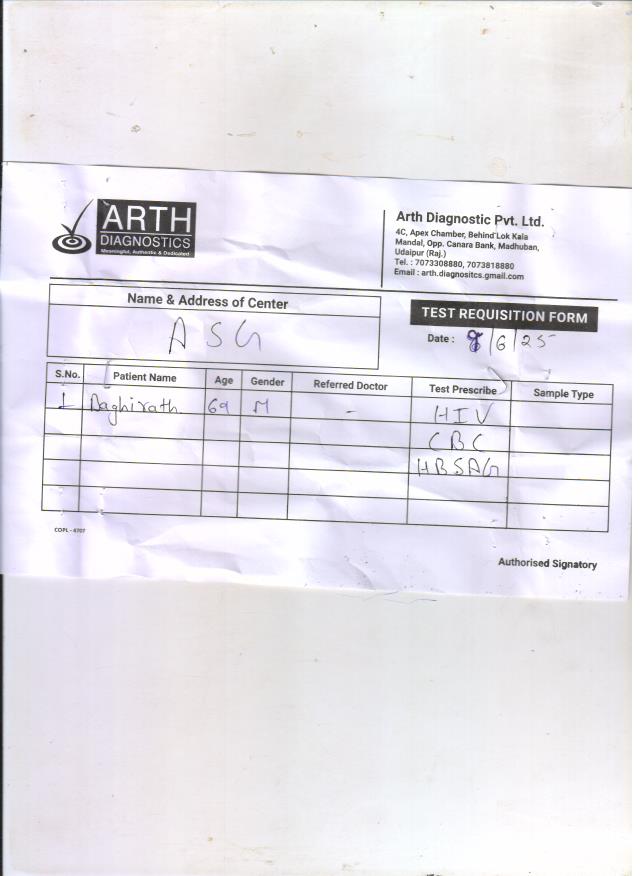 ARTH
DIAGNOSTICS
Meaningful, Authentic & Dedicated
Arth Diagnostic Pvt. Ltd.
4C, Apex Chamber, Behind Lok Kala
Mandal, Opp. Canara Bank, Madhuban,
Udaipur (Raj.)
Tel. : 7073308880, 7073818880
Email : arth.diagnositcs.gmail.com
Name & Address of Center
ASG
TEST REQUISITION FORM
Date : 8/6/25
S.No. Patient Name Age Gender Referred Doctor Test Prescribe Sample Type
1 Baghirath 69 M - HIV
CBC
HBSAG
COPL - 4707
Authorised Signatory